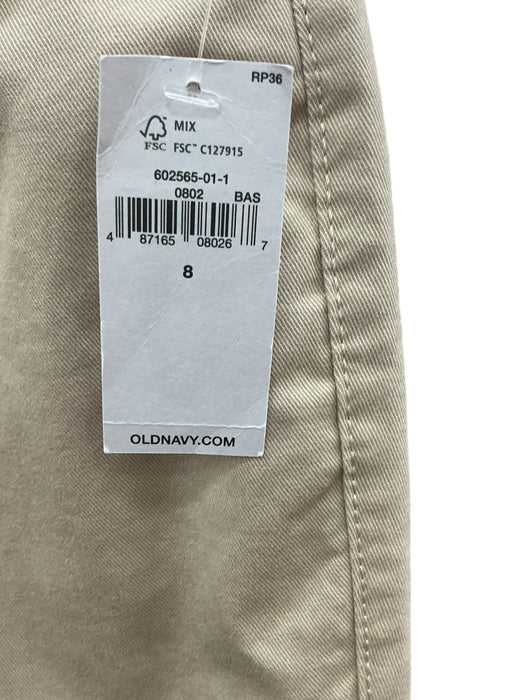 RP36
MIX
FSC FSC™ C127915
602565-01-1
0802 BAS
4 87165 08026 7
8
OLDNAVY.COM